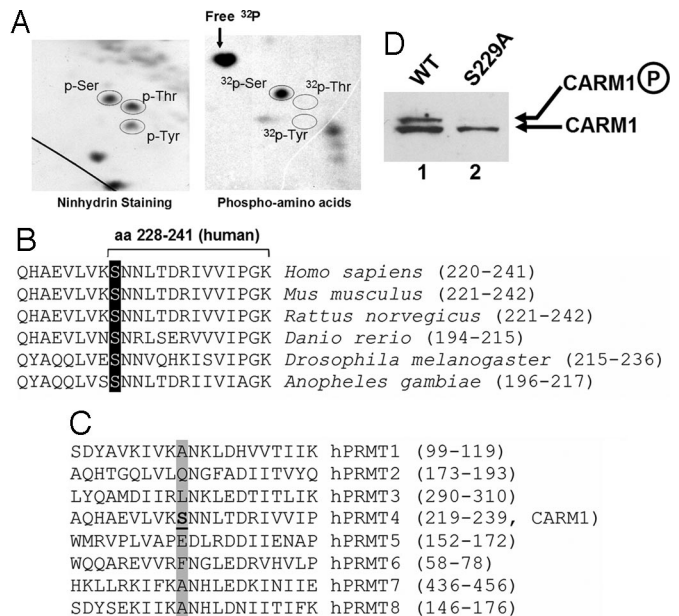 A
Free 32P
p-Ser
p-Thr
p-Tyr
32p-Ser
32p-Thr
32p-Tyr
Ninhydrin Staining
Phospho-amino acids
D
WT
S229A
CARM1 P
CARM1
1 2
B
aa 228-241 (human)
QHAEVLVKSNNLTDRIVVIPGK Homo sapiens (220-241)
QHAEVLVKSNNLTDRIVVIPGK Mus musculus (221-242)
QHAEVLVKSNNLTDRIVVIPGK Rattus norvegicus (221-242)
QHAEVLVNSNRLSERVVVIPGK Danio rerio (194-215)
QYAQQLVESNNVQHKISVIPGK Drosophila melanogaster (215-236)
QYAQQLVSSNNLTDRIIVIAGK Anopheles gambiae (196-217)
C
SDYAVKIVKANKLDHVVTIIK hPRMT1 (99-119)
AQHTGQLVLQNGFADIITVYQ hPRMT2 (173-193)
LYQAMDIIRLNKLEDTITLIK hPRMT3 (290-310)
AQHAEVLVKSNNLTDRIVVIP hPRMT4 (219-239, CARM1)
WMRVPLVAPEDLRDDIIENAP hPRMT5 (152-172)
WQQAREVVRFNGLEDRVHVLP hPRMT6 (58-78)
HKLLRKIFKANHLEDKINIIE hPRMT7 (436-456)
SDYSEKIIKANHLDNIITIFK hPRMT8 (146-176)